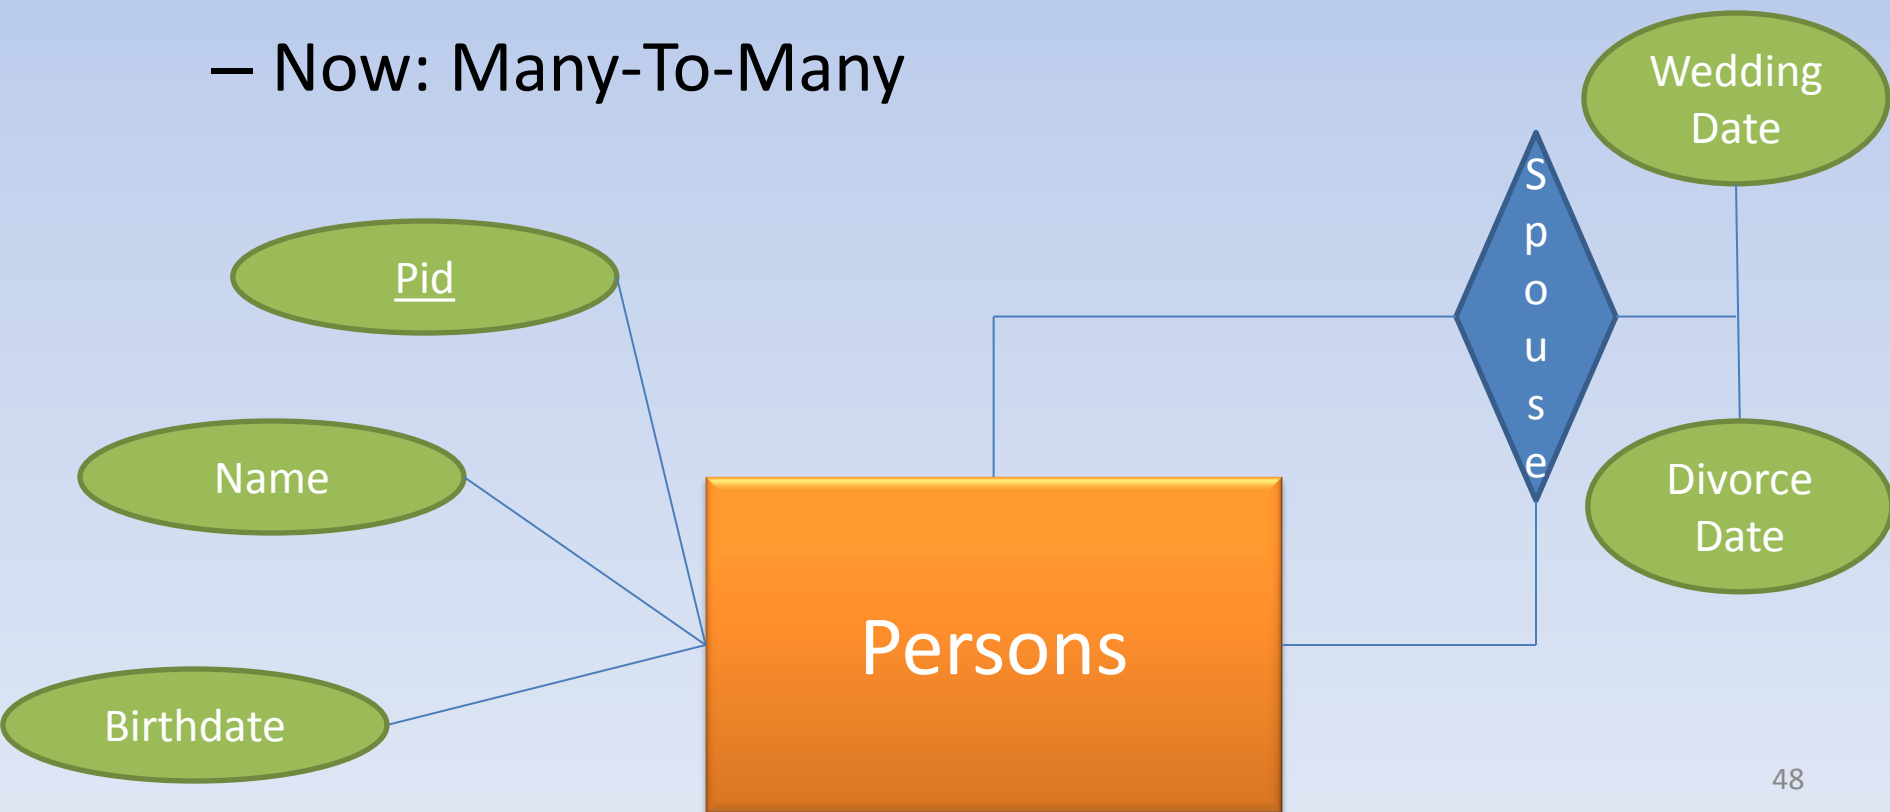 – Now: Many-To-Many
Wedding
Date
S
p
o
u
s
e
Pid
Name
Divorce
Date
Persons
Birthdate
48